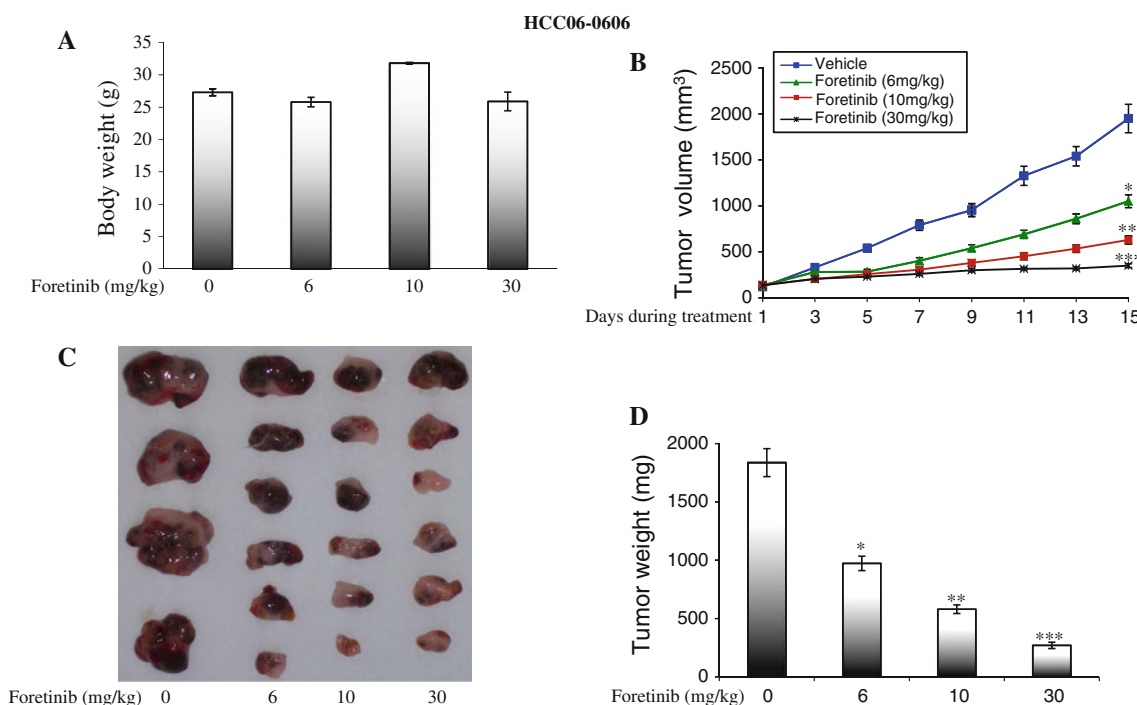 HCC06-0606
A
Body weight (g)
35
30
25
20
15
10
5
0
Foretinib (mg/kg) 0 6 10 30
B
Vehicle
Foretinib (6mg/kg)
Foretinib (10mg/kg)
Foretinib (30mg/kg)
Tumor volume (mm³)
2500
2000
1500
1000
500
0
*
**
***
Days during treatment 1 3 5 7 9 11 13 15
C
Foretinib (mg/kg) 0 6 10 30
D
Tumor weight (mg)
2000
1500
1000
500
0
*
**
***
Foretinib (mg/kg) 0 6 10 30